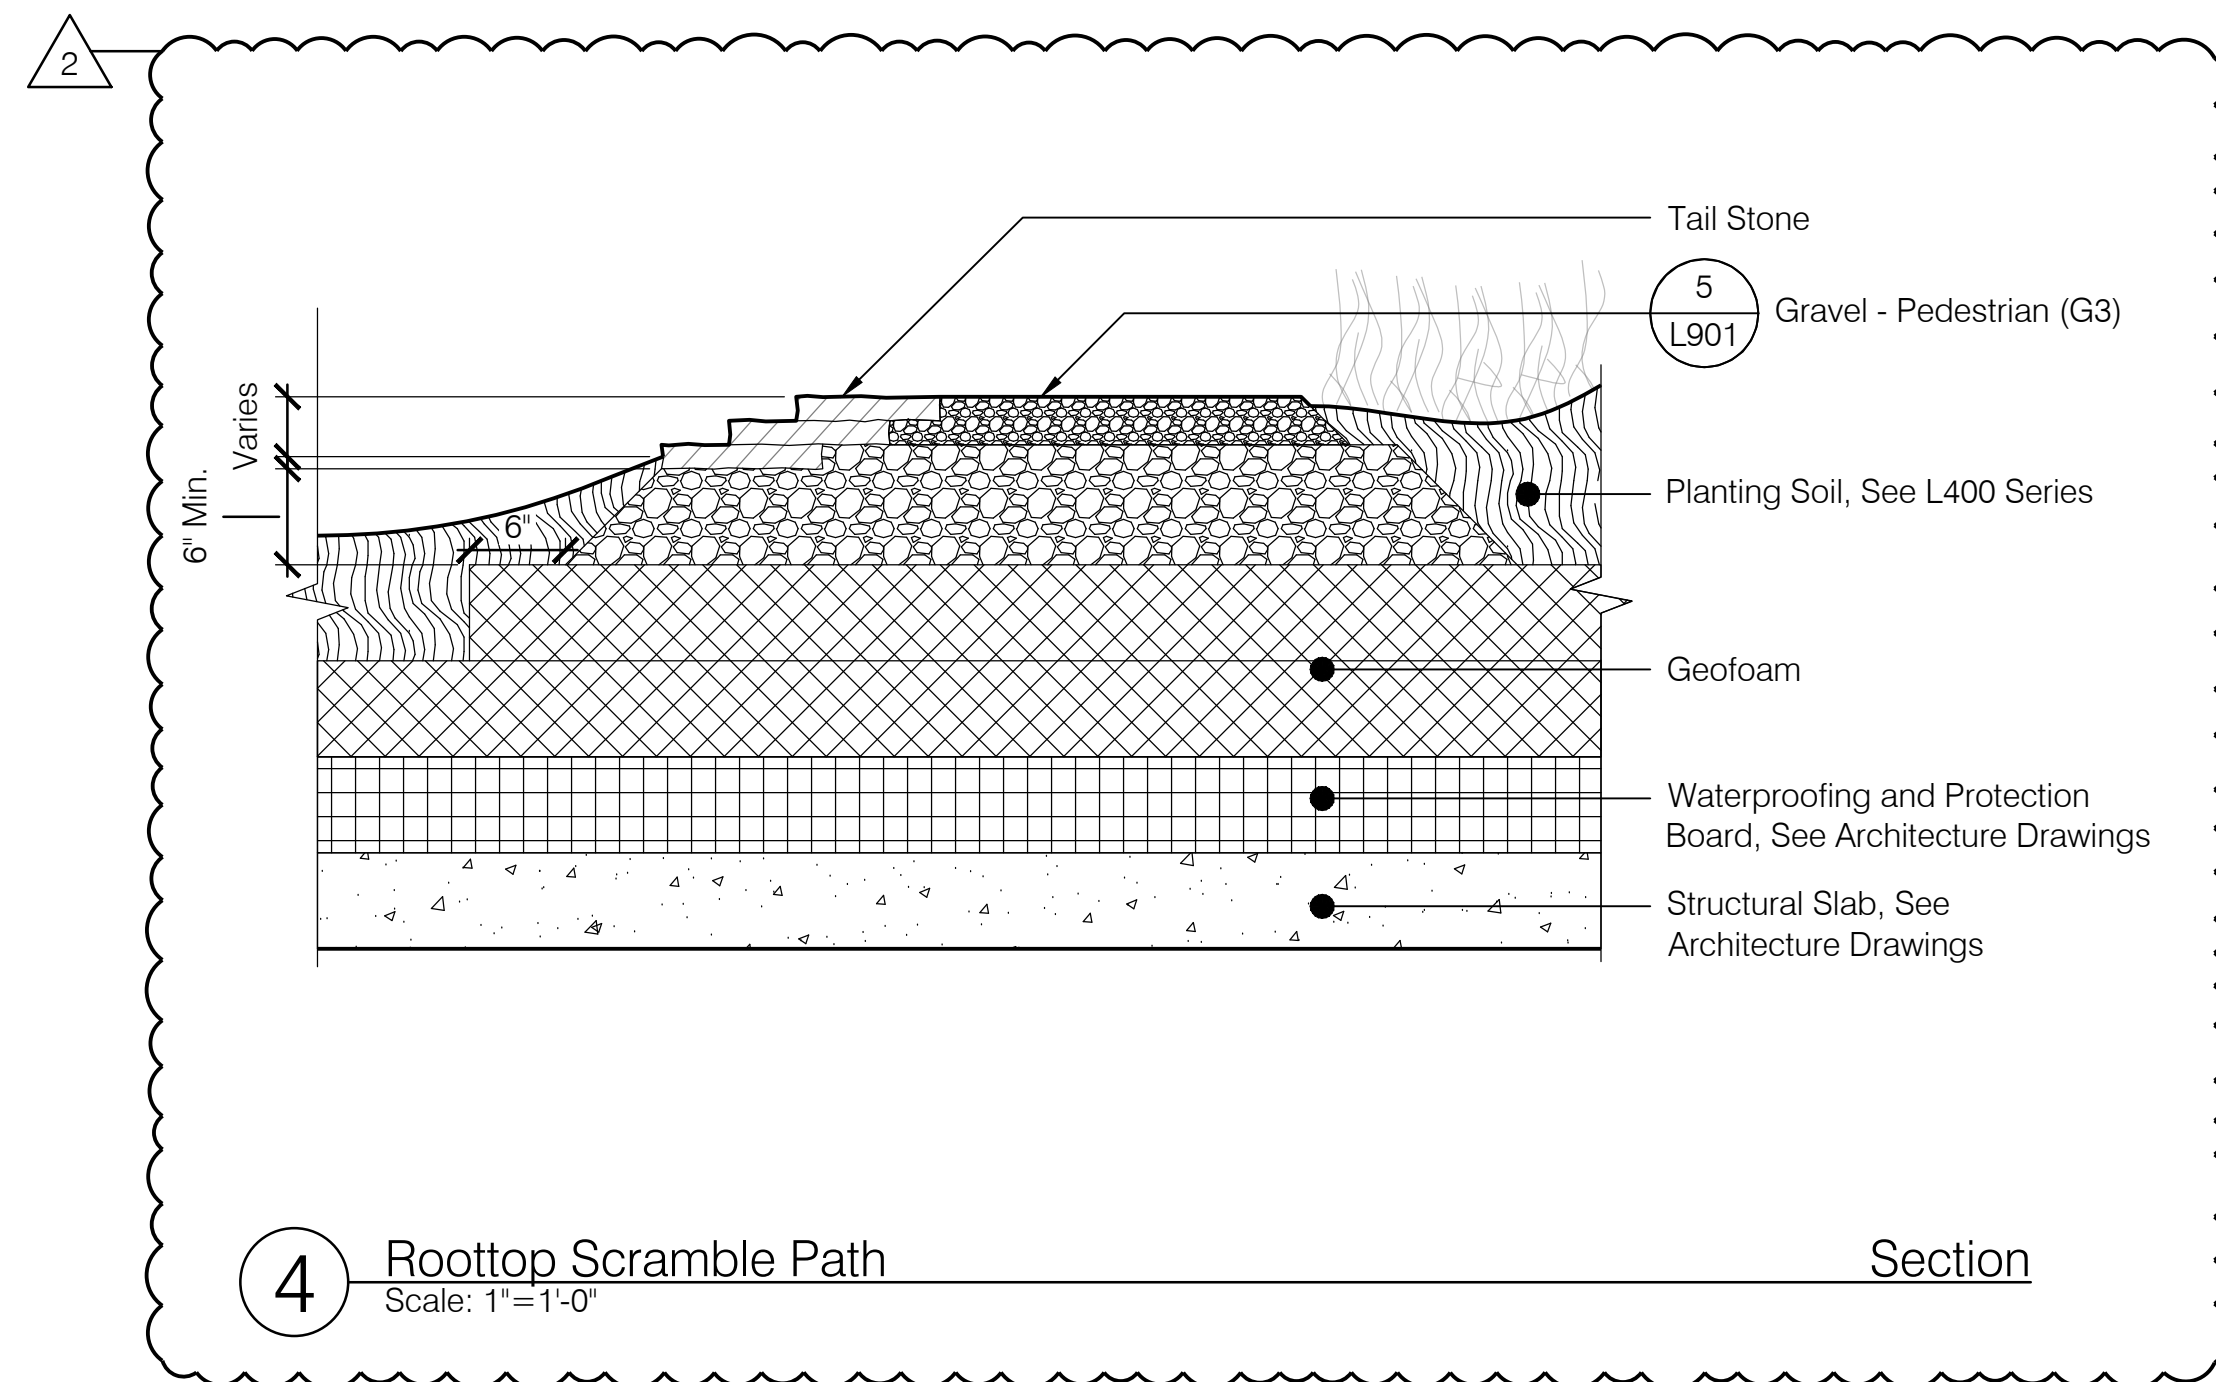 2
Tail Stone
5
L901
Gravel - Pedestrian (G3)
Varies
6" Min.
6"
Planting Soil, See L400 Series
Geofoam
Waterproofing and Protection
Board, See Architecture Drawings
Structural Slab, See
Architecture Drawings
4
Roottop Scramble Path
Section
Scale: 1"=1'-0"